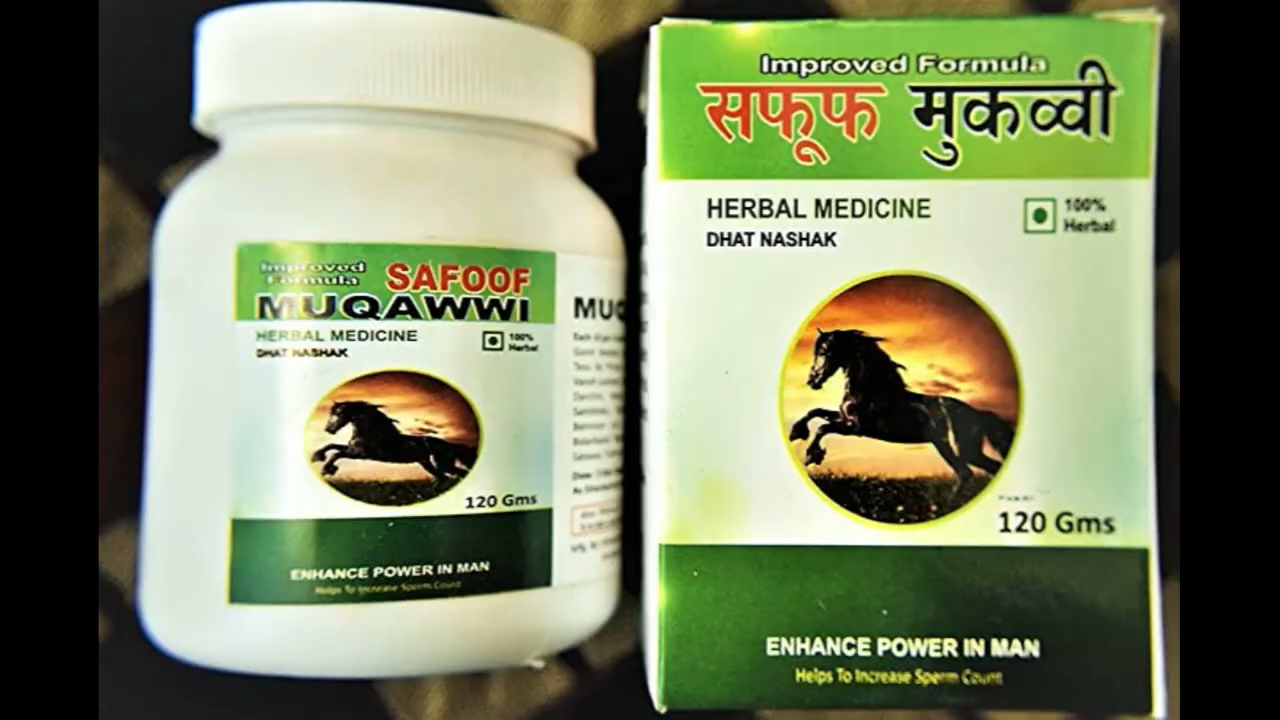 Improved
Formula
SAFOOF
MUQAWWI
HERBAL MEDICINE
DHAT NASHAK
100%
Herbal
120 Gms
ENHANCE POWER IN MAN
Helps To Increase Sperm Count
MUQ
Improved Formula
सफूफ मुकव्वी
HERBAL MEDICINE
DHAT NASHAK
100%
Herbal
120 Gms
ENHANCE POWER IN MAN
Helps To Increase Sperm Count